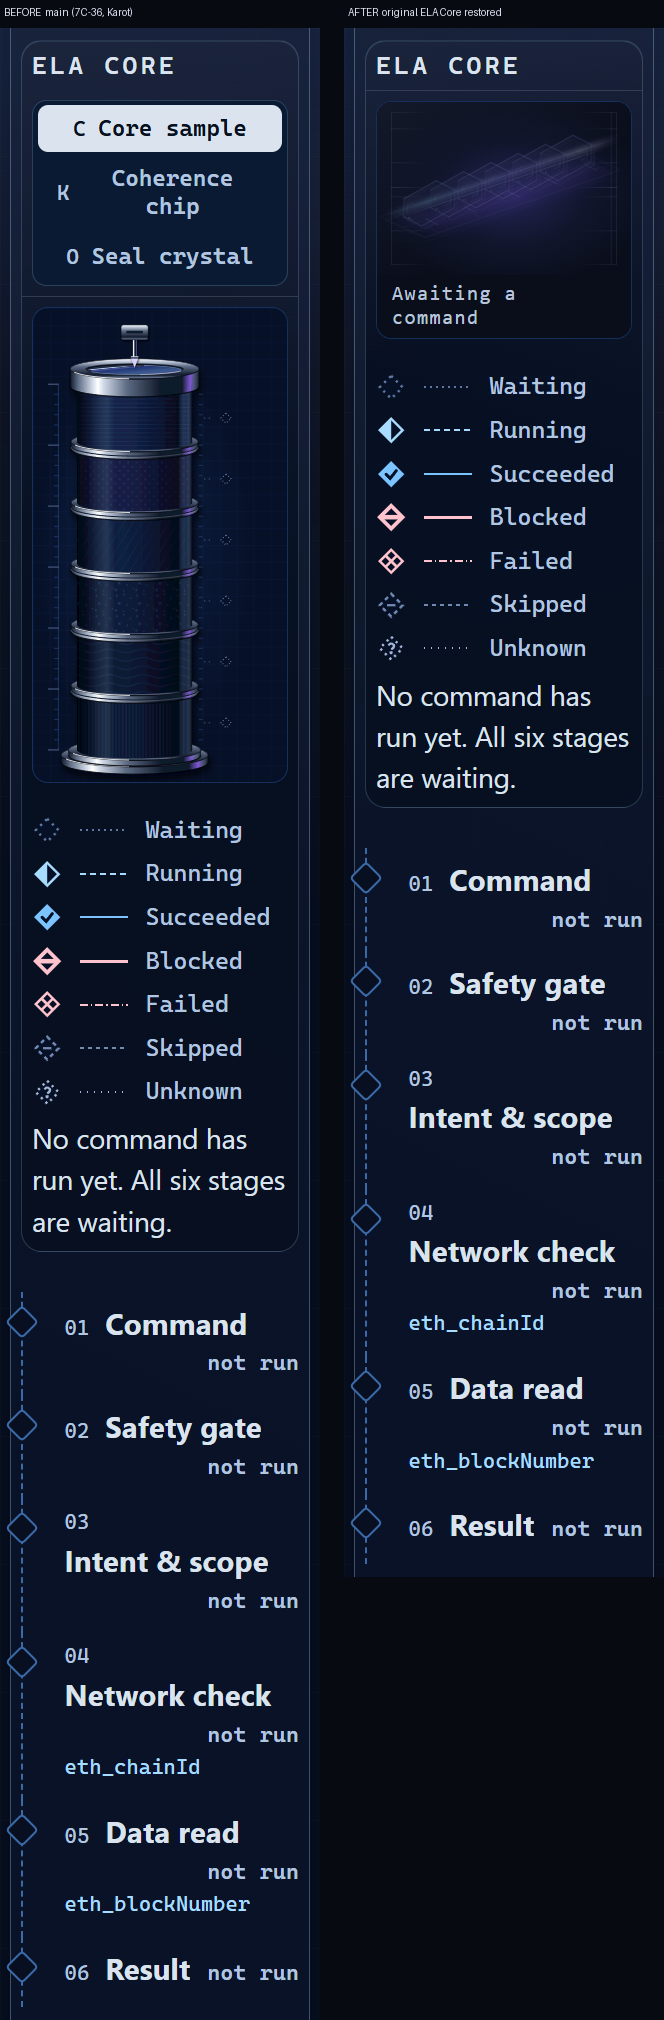 BEFORE main (7C-36, Karot)
ELA CORE
C Core sample
K Coherence
chip
O Seal crystal
Waiting
Running
Succeeded
Blocked
Failed
Skipped
? Unknown
No command has
run yet. All six stages
are waiting.
01 Command
not run
02 Safety gate
not run
03
Intent & scope
not run
04
Network check
not run
eth_chainId
05 Data read
not run
eth_blockNumber
06 Result not run
AFTER original ELA Core restored
ELA CORE
Awaiting a
command
Waiting
Running
Succeeded
Blocked
Failed
Skipped
? Unknown
No command has
run yet. All six stages
are waiting.
01 Command
not run
02 Safety gate
not run
03
Intent & scope
not run
04
Network check
not run
eth_chainId
05 Data read
not run
eth_blockNumber
06 Result not run